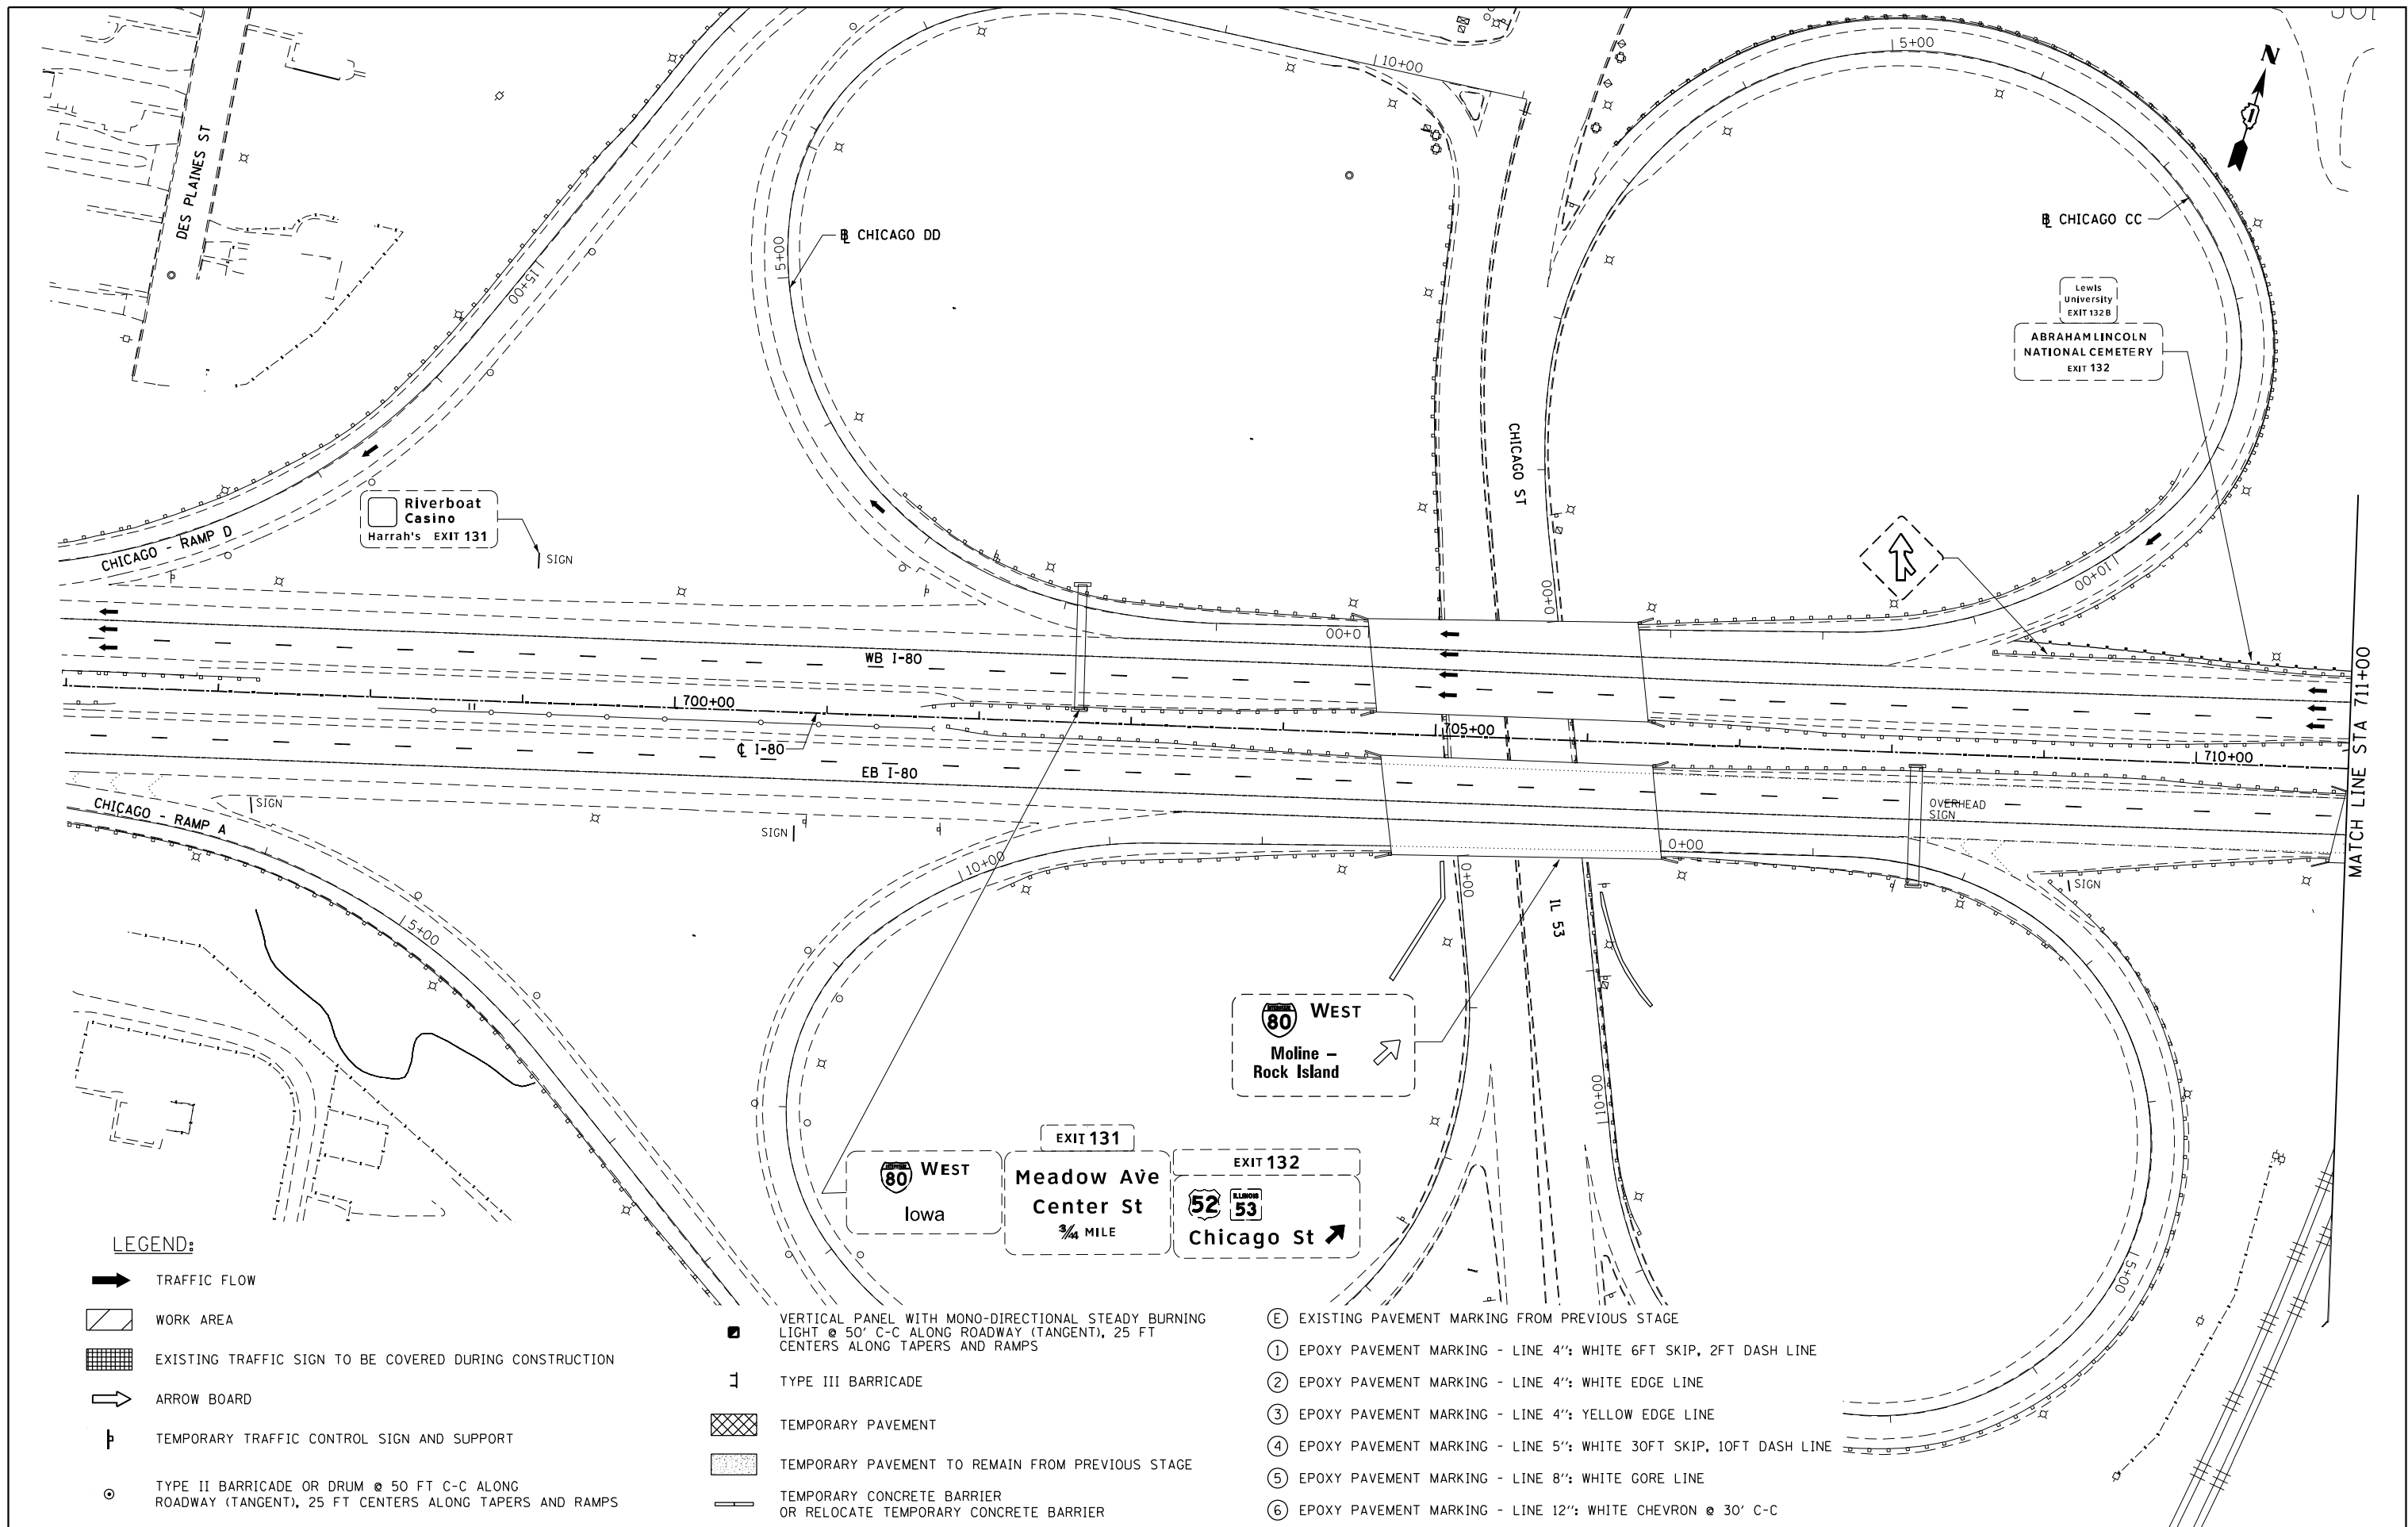 N
1
DES PLAINES ST
10+00
5+00
℄ CHICAGO DD
5+00
15+00
℄ CHICAGO CC
Lewis
University
EXIT 132B
ABRAHAM LINCOLN
NATIONAL CEMETERY
EXIT 132
CHICAGO ST
Riverboat
Casino
Harrah's EXIT 131
SIGN
CHICAGO - RAMP D
10+00
0+00
0+00
WB I-80
700+00
705+00
710+00
℄ I-80
EB I-80
MATCH LINE STA 711+00
SIGN
CHICAGO - RAMP A
SIGN
OVERHEAD
SIGN
0+00
10+00
0+00
SIGN
5+00
IL 53
INTERSTATE
80 WEST
Moline –
Rock Island
10+00
EXIT 131
INTERSTATE
80 WEST
Iowa
Meadow Ave
Center St
3/4 MILE
EXIT 132
52 ILLINOIS 53
Chicago St
5+00
LEGEND:
TRAFFIC FLOW
WORK AREA
EXISTING TRAFFIC SIGN TO BE COVERED DURING CONSTRUCTION
ARROW BOARD
TEMPORARY TRAFFIC CONTROL SIGN AND SUPPORT
TYPE II BARRICADE OR DRUM @ 50 FT C-C ALONG
ROADWAY (TANGENT), 25 FT CENTERS ALONG TAPERS AND RAMPS
VERTICAL PANEL WITH MONO-DIRECTIONAL STEADY BURNING
LIGHT @ 50' C-C ALONG ROADWAY (TANGENT), 25 FT
CENTERS ALONG TAPERS AND RAMPS
TYPE III BARRICADE
TEMPORARY PAVEMENT
TEMPORARY PAVEMENT TO REMAIN FROM PREVIOUS STAGE
TEMPORARY CONCRETE BARRIER
OR RELOCATE TEMPORARY CONCRETE BARRIER
E EXISTING PAVEMENT MARKING FROM PREVIOUS STAGE
1 EPOXY PAVEMENT MARKING - LINE 4'': WHITE 6FT SKIP, 2FT DASH LINE
2 EPOXY PAVEMENT MARKING - LINE 4'': WHITE EDGE LINE
3 EPOXY PAVEMENT MARKING - LINE 4'': YELLOW EDGE LINE
4 EPOXY PAVEMENT MARKING - LINE 5'': WHITE 30FT SKIP, 10FT DASH LINE
5 EPOXY PAVEMENT MARKING - LINE 8'': WHITE GORE LINE
6 EPOXY PAVEMENT MARKING - LINE 12'': WHITE CHEVRON @ 30' C-C